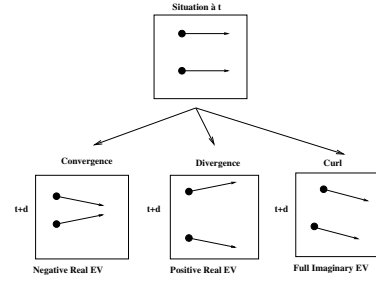 Situation à t
Convergence
Divergence
Curl
t+d
t+d
t+d
Negative Real EV
Positive Real EV
Full Imaginary EV